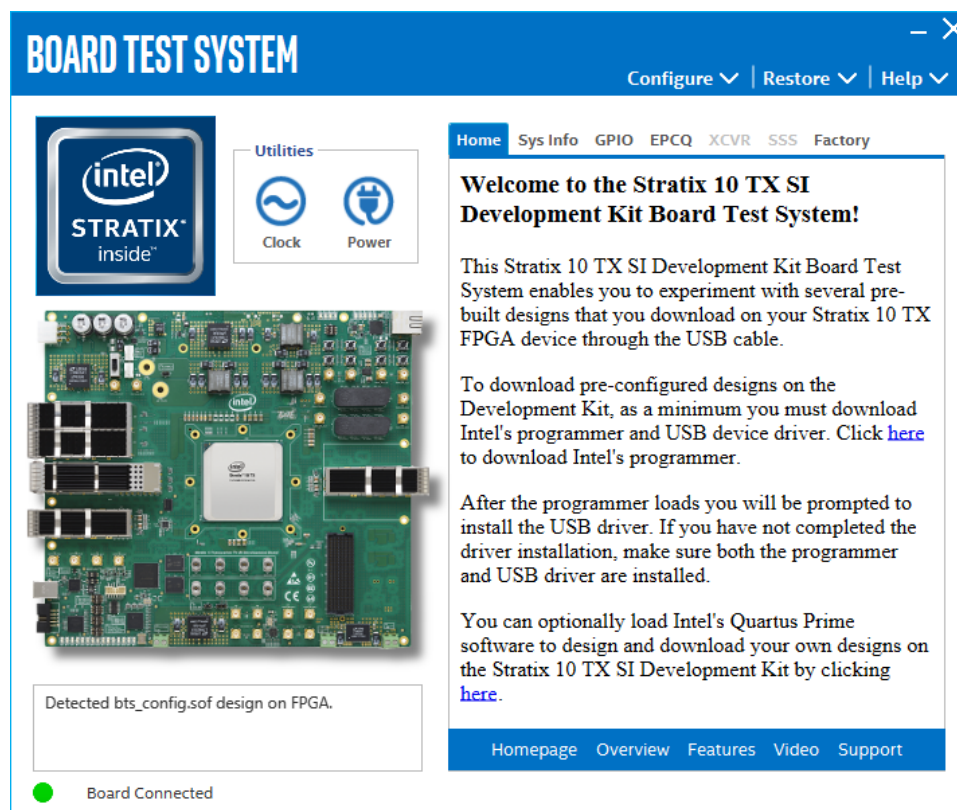 BOARD TEST SYSTEM
Configure
Restore
Help
intel
STRATIX
inside™
Utilities
Clock
Power
Home Sys Info GPIO EPCQ XCVR SSS Factory
Welcome to the Stratix 10 TX SI
Development Kit Board Test System!
This Stratix 10 TX SI Development Kit Board Test
System enables you to experiment with several pre-
built designs that you download on your Stratix 10 TX
FPGA device through the USB cable.
To download pre-configured designs on the
Development Kit, as a minimum you must download
Intel's programmer and USB device driver. Click here
to download Intel's programmer.
After the programmer loads you will be prompted to
install the USB driver. If you have not completed the
driver installation, make sure both the programmer
and USB driver are installed.
You can optionally load Intel's Quartus Prime
software to design and download your own designs on
the Stratix 10 TX SI Development Kit by clicking
here.
Homepage Overview Features Video Support
intel
intel
Detected bts_config.sof design on FPGA.
Board Connected